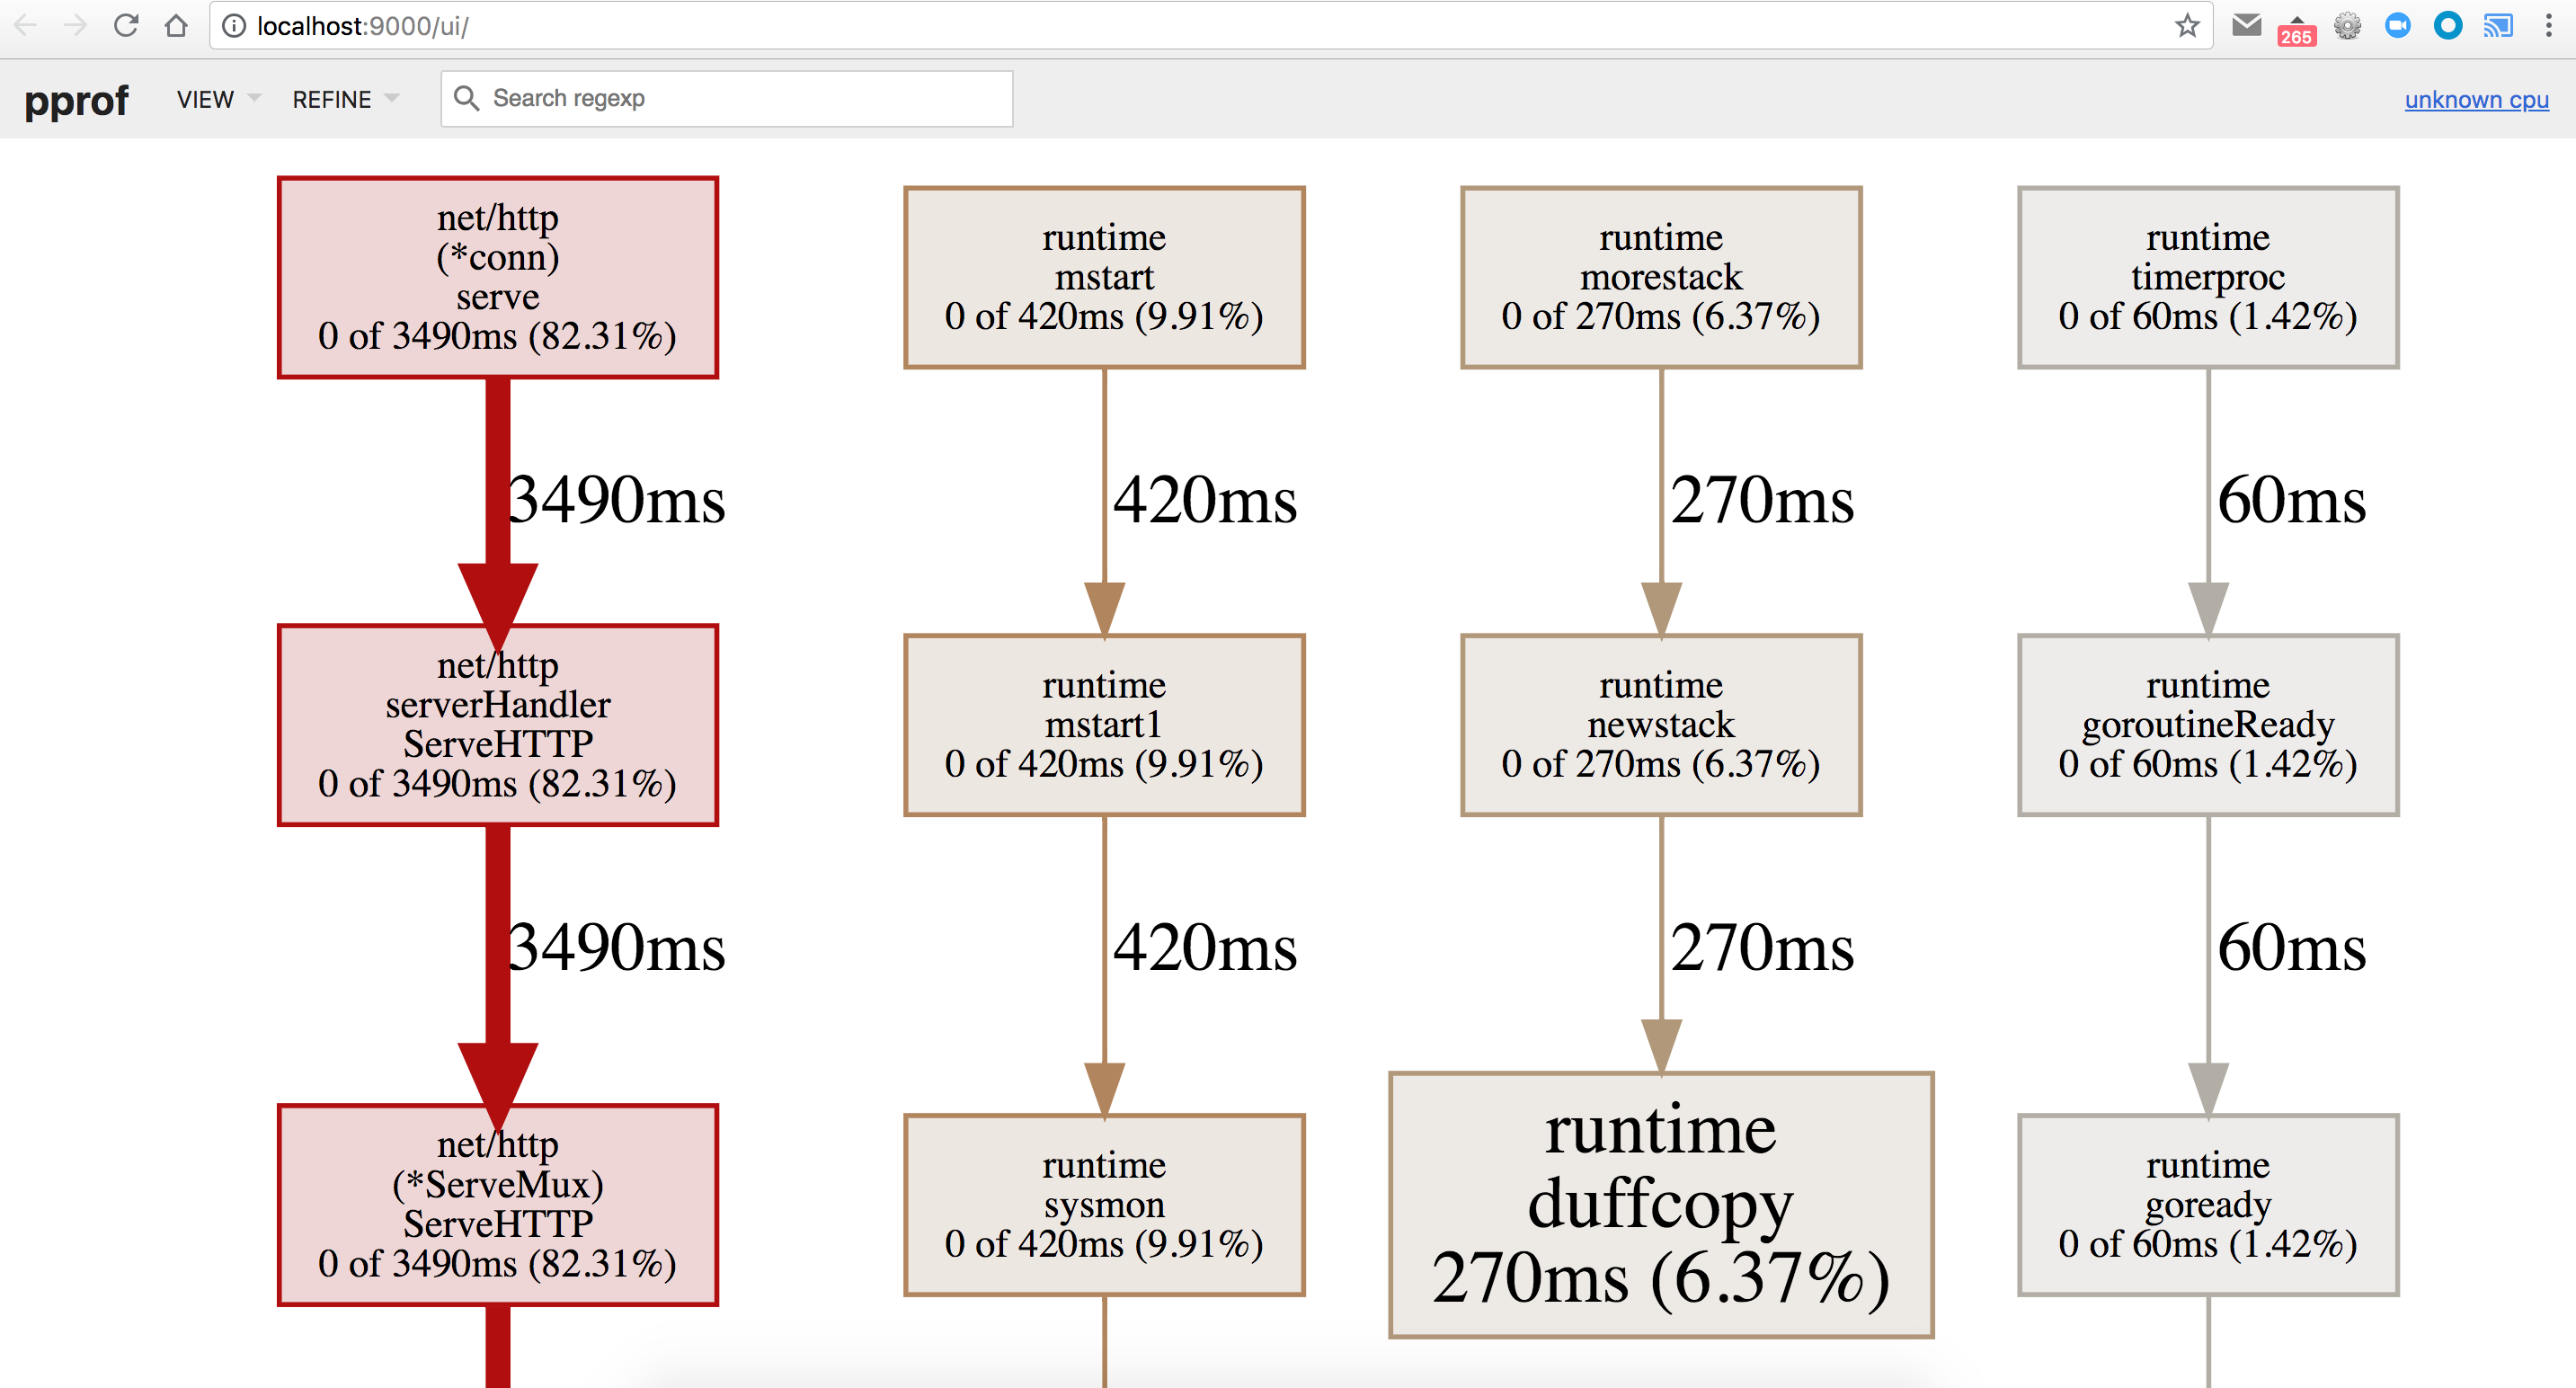 localhost:9000/ui/
265
pprof
VIEW
REFINE
Search regexp
unknown cpu
net/http
(*conn)
serve
0 of 3490ms (82.31%)
runtime
mstart
0 of 420ms (9.91%)
runtime
morestack
0 of 270ms (6.37%)
runtime
timerproc
0 of 60ms (1.42%)
3490ms
420ms
270ms
60ms
net/http
serverHandler
ServeHTTP
0 of 3490ms (82.31%)
runtime
mstart1
0 of 420ms (9.91%)
runtime
newstack
0 of 270ms (6.37%)
runtime
goroutineReady
0 of 60ms (1.42%)
3490ms
420ms
270ms
60ms
net/http
(*ServeMux)
ServeHTTP
0 of 3490ms (82.31%)
runtime
sysmon
0 of 420ms (9.91%)
runtime
duffcopy
270ms (6.37%)
runtime
goready
0 of 60ms (1.42%)